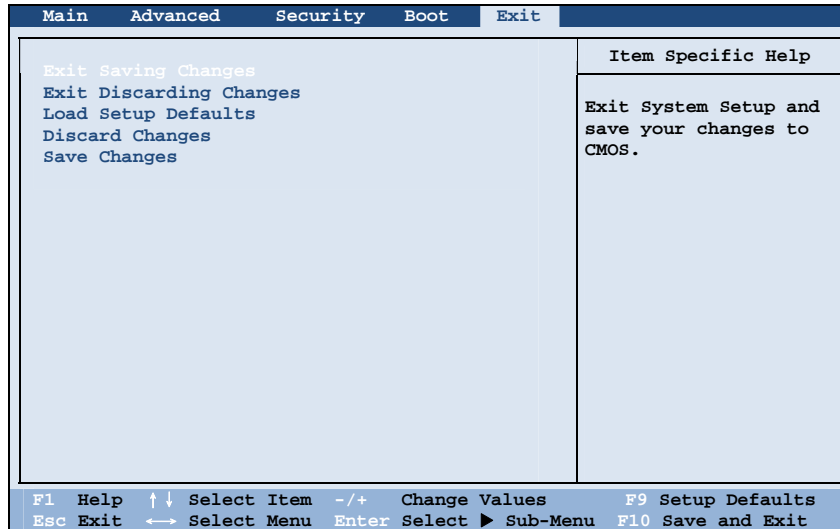 Main Advanced Security Boot Exit
Exit Saving Changes
Exit Discarding Changes
Load Setup Defaults
Discard Changes
Save Changes
Item Specific Help
Exit System Setup and
save your changes to
CMOS.
F1 Help ↑↓ Select Item -/+ Change Values F9 Setup Defaults
Esc Exit ←→ Select Menu Enter Select ▶ Sub-Menu F10 Save and Exit